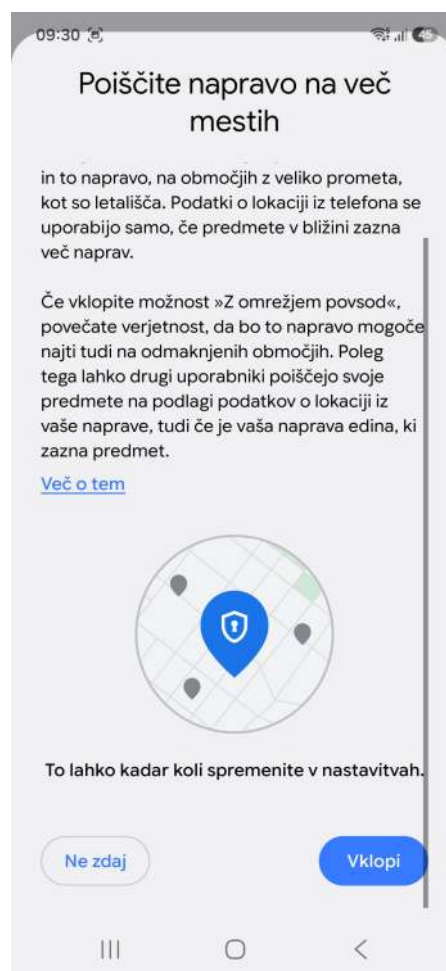 09:30
45
Poiščite napravo na več
mestih
in to napravo, na območjih z veliko prometa,
kot so letališča. Podatki o lokaciji iz telefona se
uporabijo samo, če predmete v bližini zazna
več naprav.
Če vklopite možnost »Z omrežjem povsod«,
povečate verjetnost, da bo to napravo mogoče
najti tudi na odmaknjenih območjih. Poleg
tega lahko drugi uporabniki poiščejo svoje
predmete na podlagi podatkov o lokaciji iz
vaše naprave, tudi če je vaša naprava edina, ki
zazna predmet.
Več o tem
To lahko kadar koli spremenite v nastavitvah.
Ne zdaj
Vklopi